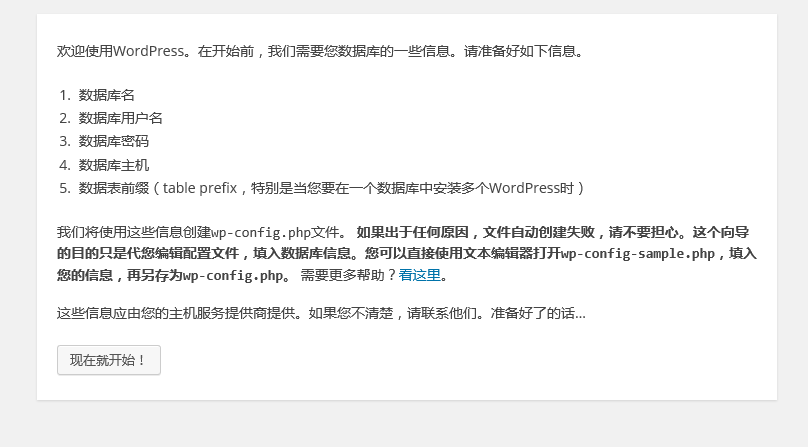 欢迎使用WordPress。在开始前，我们需要您数据库的一些信息。请准备好如下信息。
1. 数据库名
2. 数据库用户名
3. 数据库密码
4. 数据库主机
5. 数据表前缀（table prefix，特别是当您要在一个数据库中安装多个WordPress时）
我们将使用这些信息创建wp-config.php文件。 如果出于任何原因，文件自动创建失败，请不要担心。这个向导
的目的只是代您编辑配置文件，填入数据库信息。您可以直接使用文本编辑器打开wp-config-sample.php，填入
您的信息，再另存为wp-config.php。 需要更多帮助？看这里。
这些信息应由您的主机服务提供商提供。如果您不清楚，请联系他们。准备好了的话…
现在就开始！